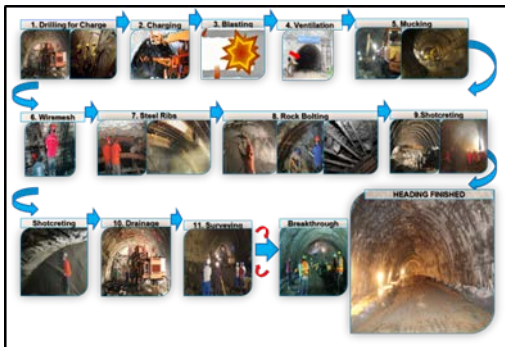 1. Drilling for Charge
2. Charging
3. Blasting
4. Ventilation
5. Mucking
6. Wiremesh
7. Steel Ribs
8. Rock Bolting
9.Shotcreting
HEADING FINISHED
Shotcreting
10. Drainage
11. Surveying
Breakthrough